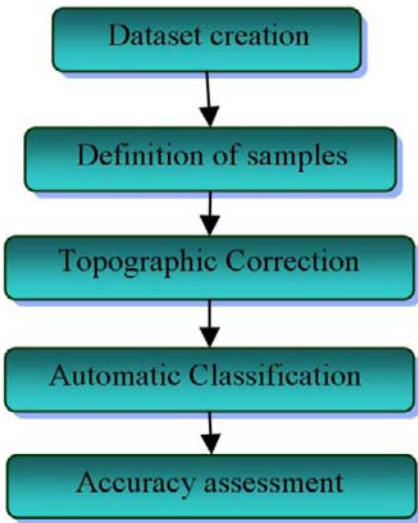 Dataset creation
Definition of samples
Topographic Correction
Automatic Classification
Accuracy assessment